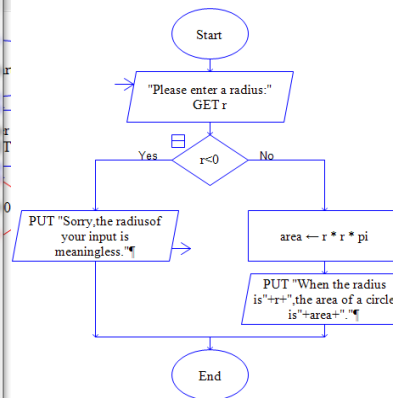 Start
"Please enter a radius:"
GET r
Yes
r<0
No
PUT "Sorry,the radiusof
your input is
meaningless."¶
area ← r * r * pi
PUT "When the radius
is"+r+",the area of a circle
is"+area+"."¶
End